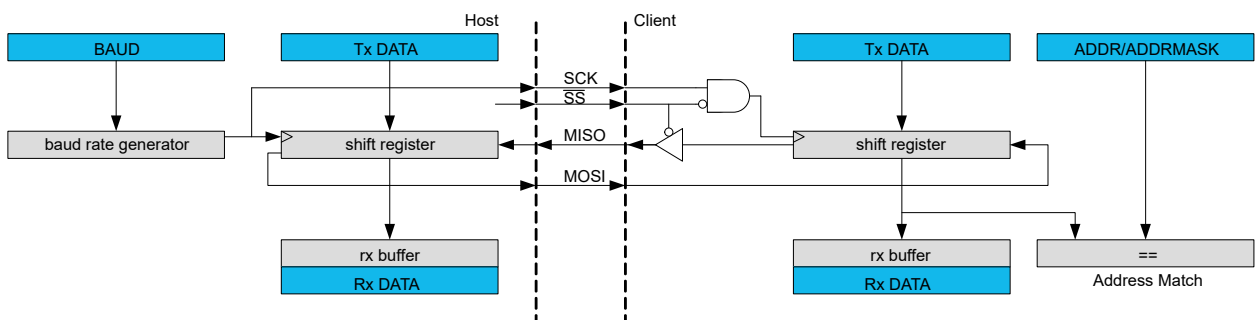 Host
Client
BAUD
Tx DATA
Tx DATA
ADDR/ADDRMASK
SCK
SS
baud rate generator
shift register
MISO
shift register
MOSI
rx buffer
rx buffer
==
Rx DATA
Rx DATA
Address Match